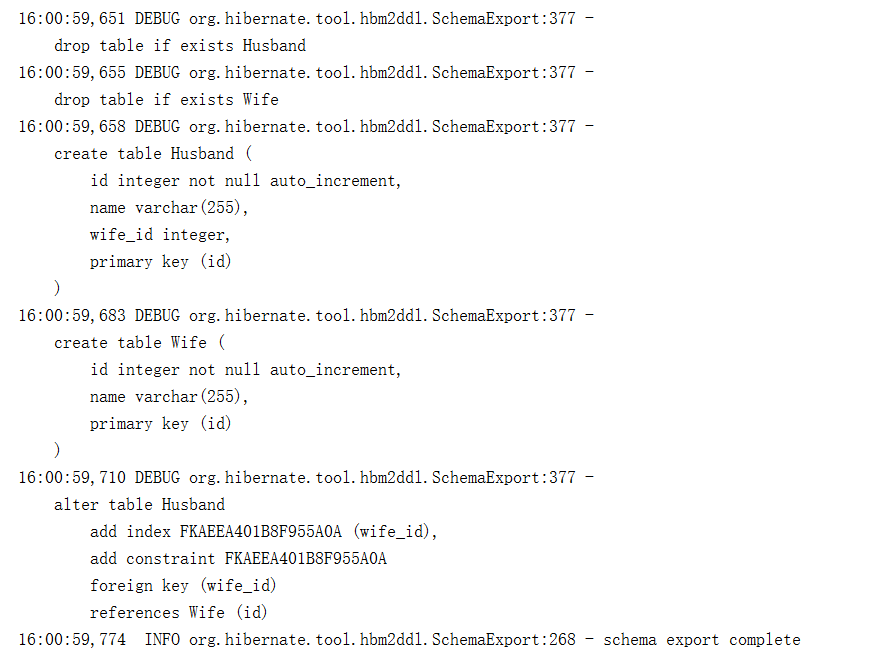 16:00:59,651 DEBUG org.hibernate.tool.hbm2ddl.SchemaExport:377 -
drop table if exists Husband
16:00:59,655 DEBUG org.hibernate.tool.hbm2ddl.SchemaExport:377 -
drop table if exists Wife
16:00:59,658 DEBUG org.hibernate.tool.hbm2ddl.SchemaExport:377 -
create table Husband (
id integer not null auto_increment,
name varchar(255),
wife_id integer,
primary key (id)
)
16:00:59,683 DEBUG org.hibernate.tool.hbm2ddl.SchemaExport:377 -
create table Wife (
id integer not null auto_increment,
name varchar(255),
primary key (id)
)
16:00:59,710 DEBUG org.hibernate.tool.hbm2ddl.SchemaExport:377 -
alter table Husband
add index FKAEEA401B8F955A0A (wife_id),
add constraint FKAEEA401B8F955A0A
foreign key (wife_id)
references Wife (id)
16:00:59,774  INFO org.hibernate.tool.hbm2ddl.SchemaExport:268 - schema export complete